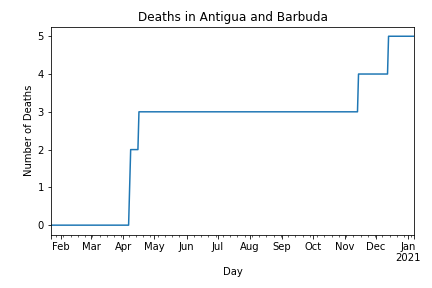 Deaths in Antigua and Barbuda
Number of Deaths
5
4
3
2
1
0
Feb Mar Apr May Jun Jul Aug Sep Oct Nov Dec Jan
2021
Day